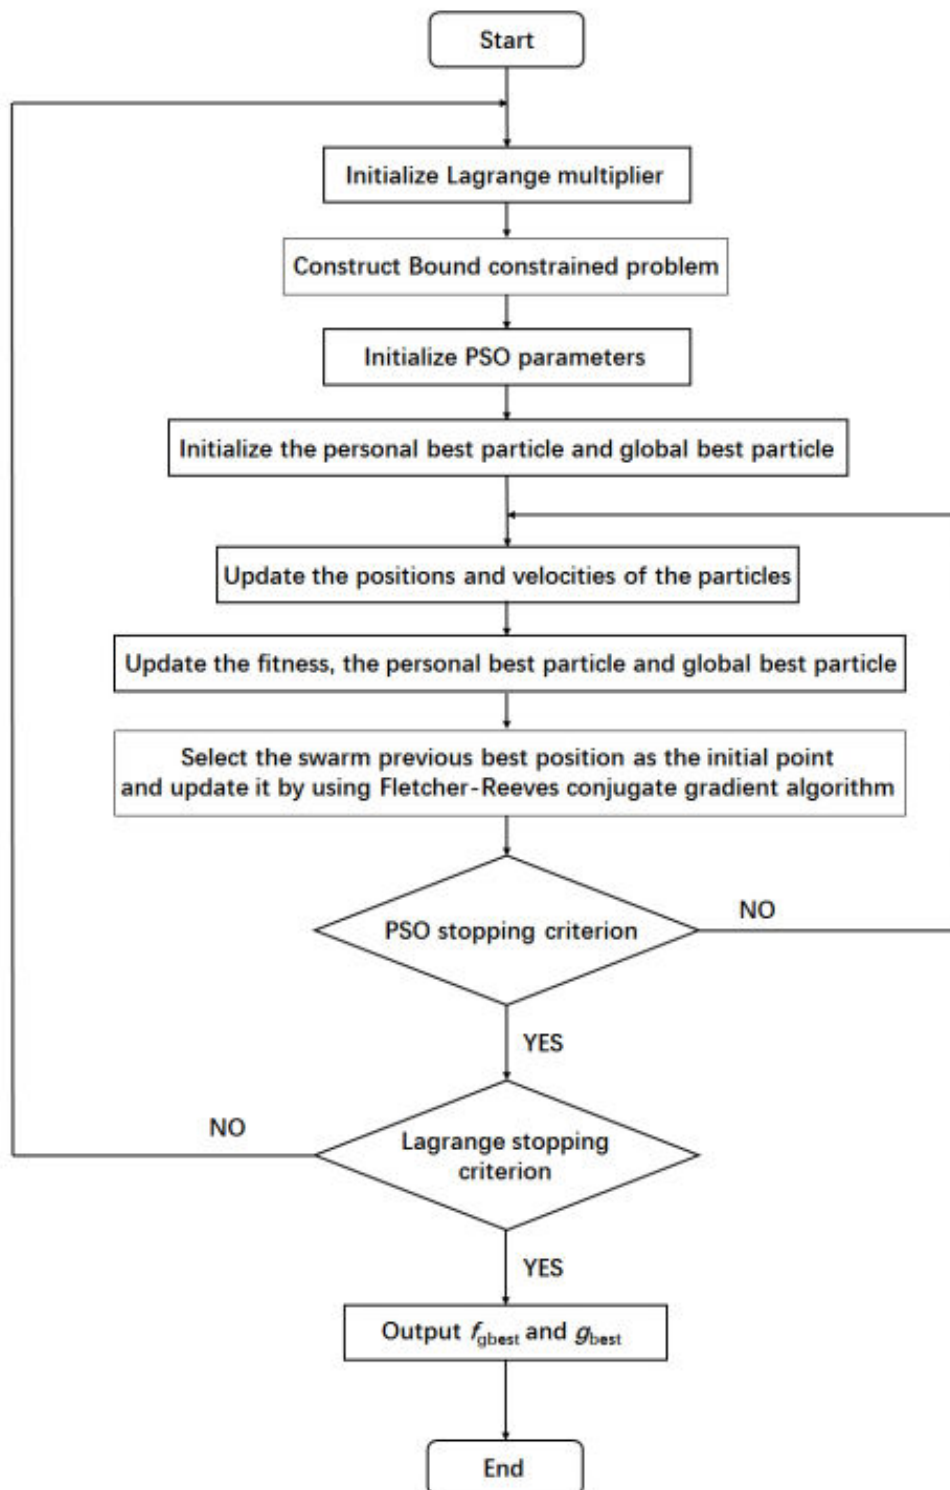 Start
Initialize Lagrange multiplier
Construct Bound constrained problem
Initialize PSO parameters
Initialize the personal best particle and global best particle
Update the positions and velocities of the particles
Update the fitness, the personal best particle and global best particle
Select the swarm previous best position as the initial point
and update it by using Fletcher-Reeves conjugate gradient algorithm
PSO stopping criterion
NO
YES
Lagrange stopping
criterion
NO
YES
Output fgbest and gbest
End